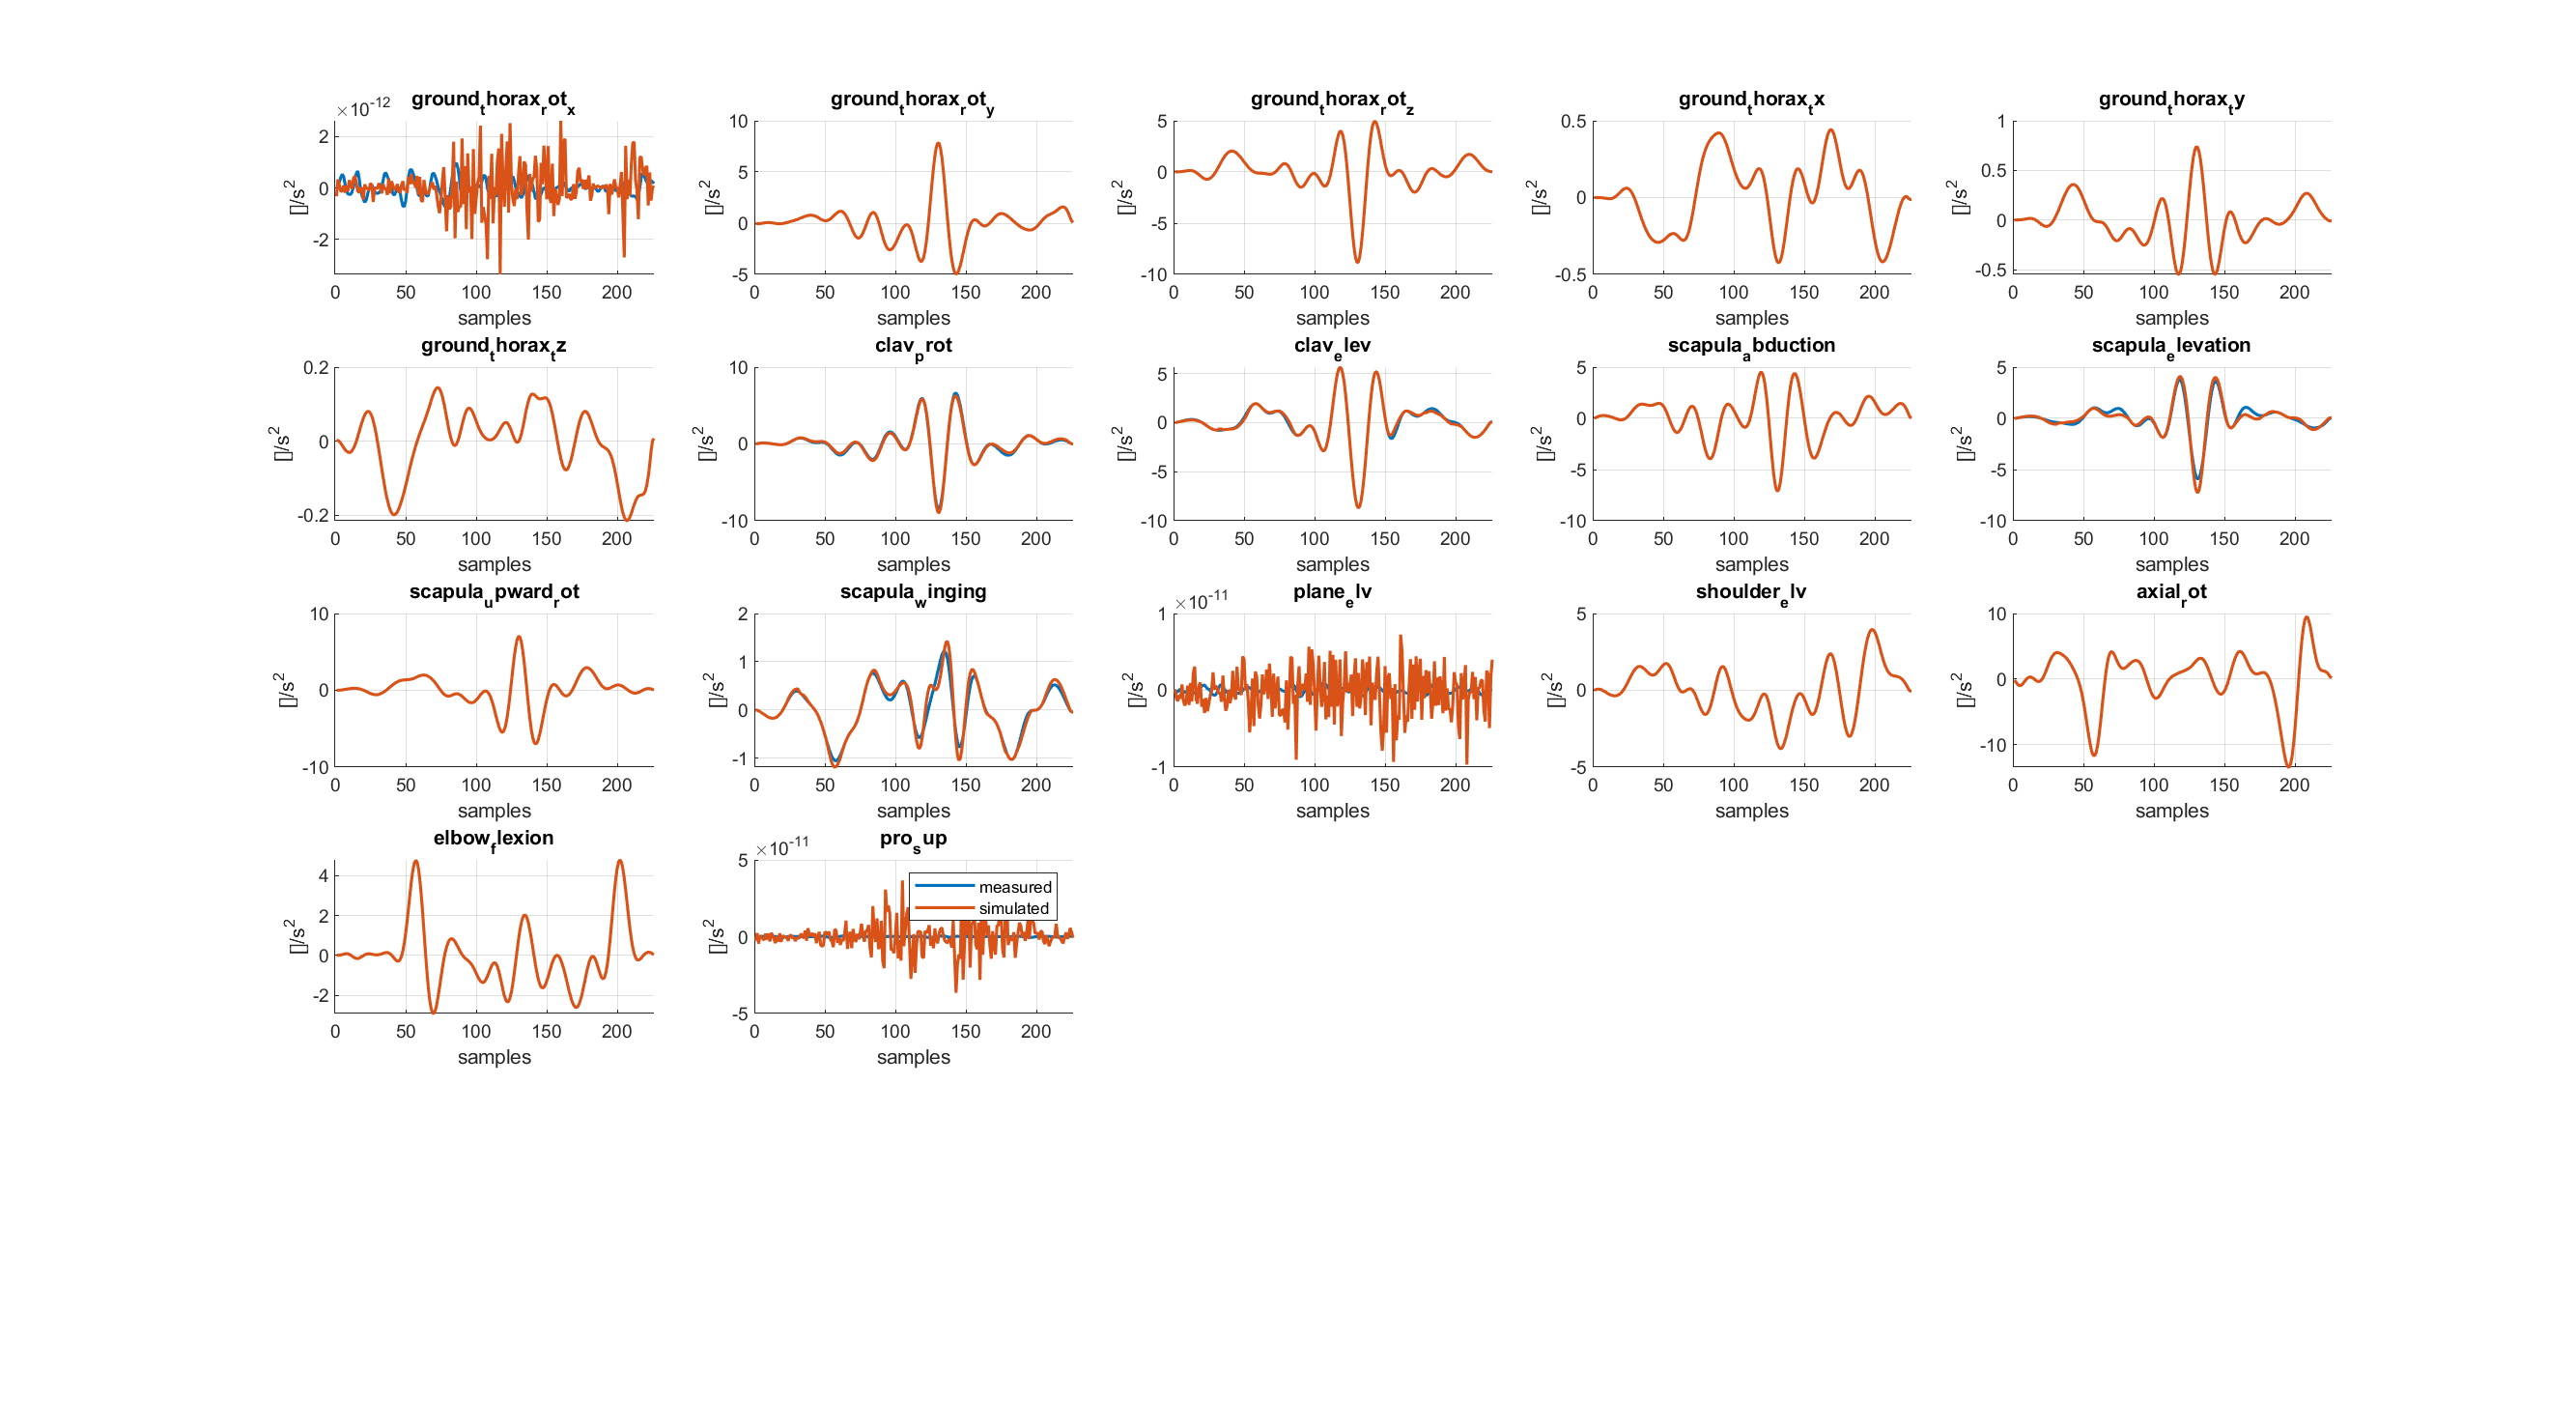 ground_thorax_rot_x ground_thorax_rot_y ground_thorax_rot_z ground_thorax_tx ground_thorax_ty
×10^-12
[]/s^2 2 0 -2
[]/s^2 10 5 0 -5
[]/s^2 5 0 -5 -10
[]/s^2 0.5 0 -0.5
[]/s^2 1 0.5 0 -0.5
0 50 100 150 200 0 50 100 150 200 0 50 100 150 200 0 50 100 150 200 0 50 100 150 200
samples samples samples samples samples
ground_thorax_tz clav_prot clav_elev scapula_abduction scapula_elevation
[]/s^2 0.2 0 -0.2
[]/s^2 10 0 -10
[]/s^2 5 0 -5 -10
[]/s^2 5 0 -5 -10
[]/s^2 5 0 -5 -10
0 50 100 150 200 0 50 100 150 200 0 50 100 150 200 0 50 100 150 200 0 50 100 150 200
samples samples samples samples samples
scapula_upward_rot scapula_winging plane_elv shoulder_elv axial_rot
×10^-11
[]/s^2 10 0 -10
[]/s^2 2 1 0 -1
[]/s^2 1 0 -1
[]/s^2 5 0 -5
[]/s^2 10 0 -10
0 50 100 150 200 0 50 100 150 200 0 50 100 150 200 0 50 100 150 200 0 50 100 150 200
samples samples samples samples samples
elbow_flexion pro_sup
×10^-11
[]/s^2 4 2 0 -2
[]/s^2 5 0 -5
measured
simulated
0 50 100 150 200 0 50 100 150 200
samples samples